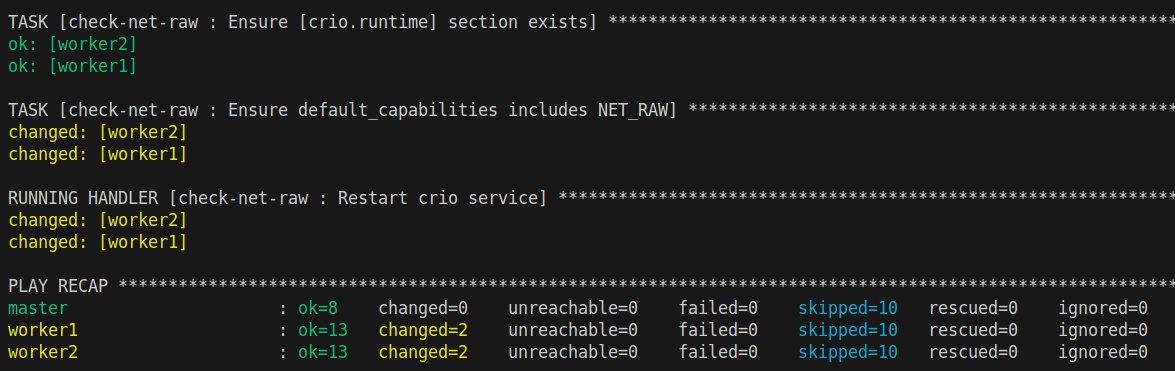 TASK [check-net-raw : Ensure [crio.runtime] section exists] *********************************************************
ok: [worker2]
ok: [worker1]
TASK [check-net-raw : Ensure default_capabilities includes NET_RAW] *************************************************
changed: [worker2]
changed: [worker1]
RUNNING HANDLER [check-net-raw : Restart crio service] **************************************************************
changed: [worker2]
changed: [worker1]
PLAY RECAP **********************************************************************************************************
master                     : ok=8    changed=0    unreachable=0    failed=0    skipped=10   rescued=0    ignored=0
worker1                    : ok=13   changed=2    unreachable=0    failed=0    skipped=10   rescued=0    ignored=0
worker2                    : ok=13   changed=2    unreachable=0    failed=0    skipped=10   rescued=0    ignored=0